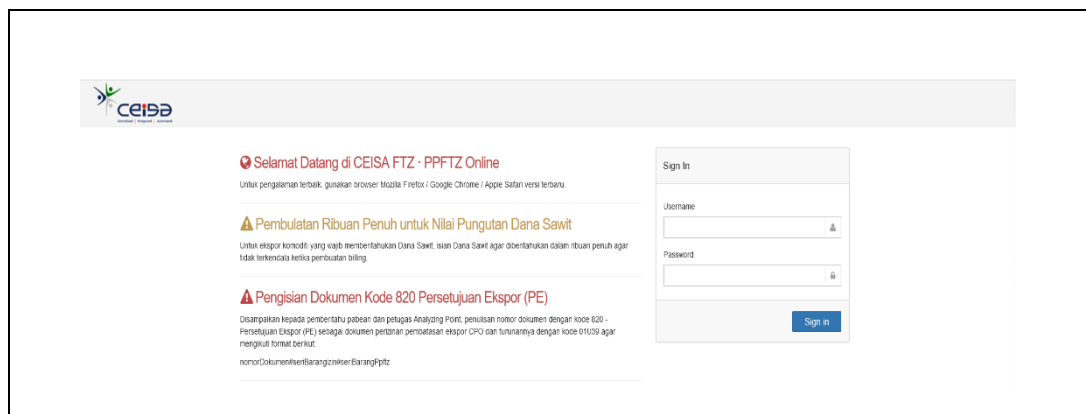 ceisa
Selamat Datang di CEISA FTZ · PPFTZ Online
Untuk pengalaman terbaik, gunakan browser Mozilla Firefox / Google Chrome / Apple Safari versi terbaru.
Pembulatan Ribuan Penuh untuk Nilai Pungutan Dana Sawit
Untuk ekspor komoditi yang wajib memberitahukan Dana Sawit, isian Dana Sawit agar diberitahukan dalam ribuan penuh agar
tidak terkendala ketika pembuatan billing.
Pengisian Dokumen Kode 820 Persetujuan Ekspor (PE)
Disampaikan kepada pemberitahu pabean dan petugas Analyzing Point, penulisan nomor dokumen dengan kode 820 -
Persetujuan Ekspor (PE) sebagai dokumen perizinan pembatasan ekspor CPO dan turunannya dengan kode 01U39 agar
mengikuti format berikut:
nomorDokumen#seriBarangIzin#seriBarangPpftz
Sign In
Username
Password
Sign in